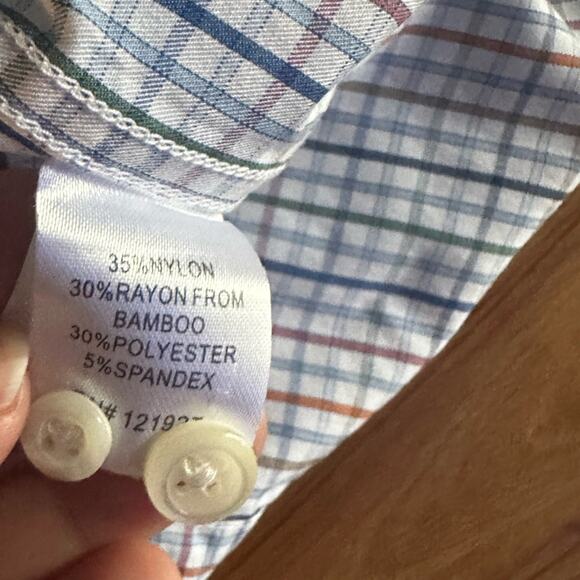 35%NYLON
30%RAYON FROM
BAMBOO
30%POLYESTER
5%SPANDEX